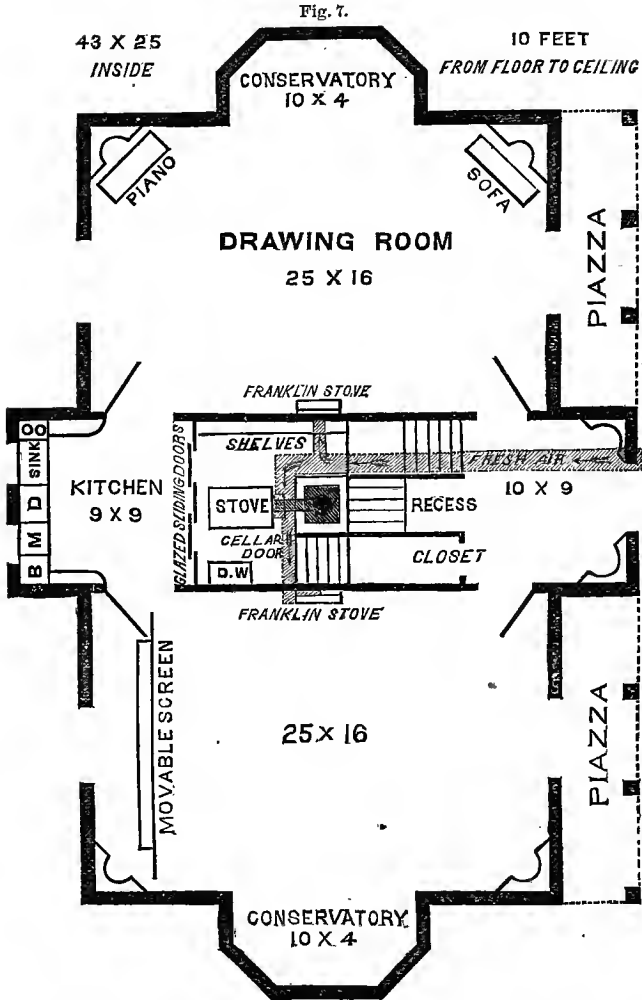 Fig. 7.
43 X 25
INSIDE
10 FEET
FROM FLOOR TO CEILING
CONSERVATORY
10 X 4
PIANO
SOFA
DRAWING ROOM
25 X 16
PIAZZA
FRANKLIN STOVE
OO
SINK
D
M
B
KITCHEN
9 X 9
GLAZED SLIDING DOORS
SHELVES
FRESH AIR
10 X 9
STOVE
RECESS
CELLAR
DOOR
CLOSET
D.W
FRANKLIN STOVE
MOVABLE SCREEN
25 X 16
PIAZZA
CONSERVATORY
10 X 4